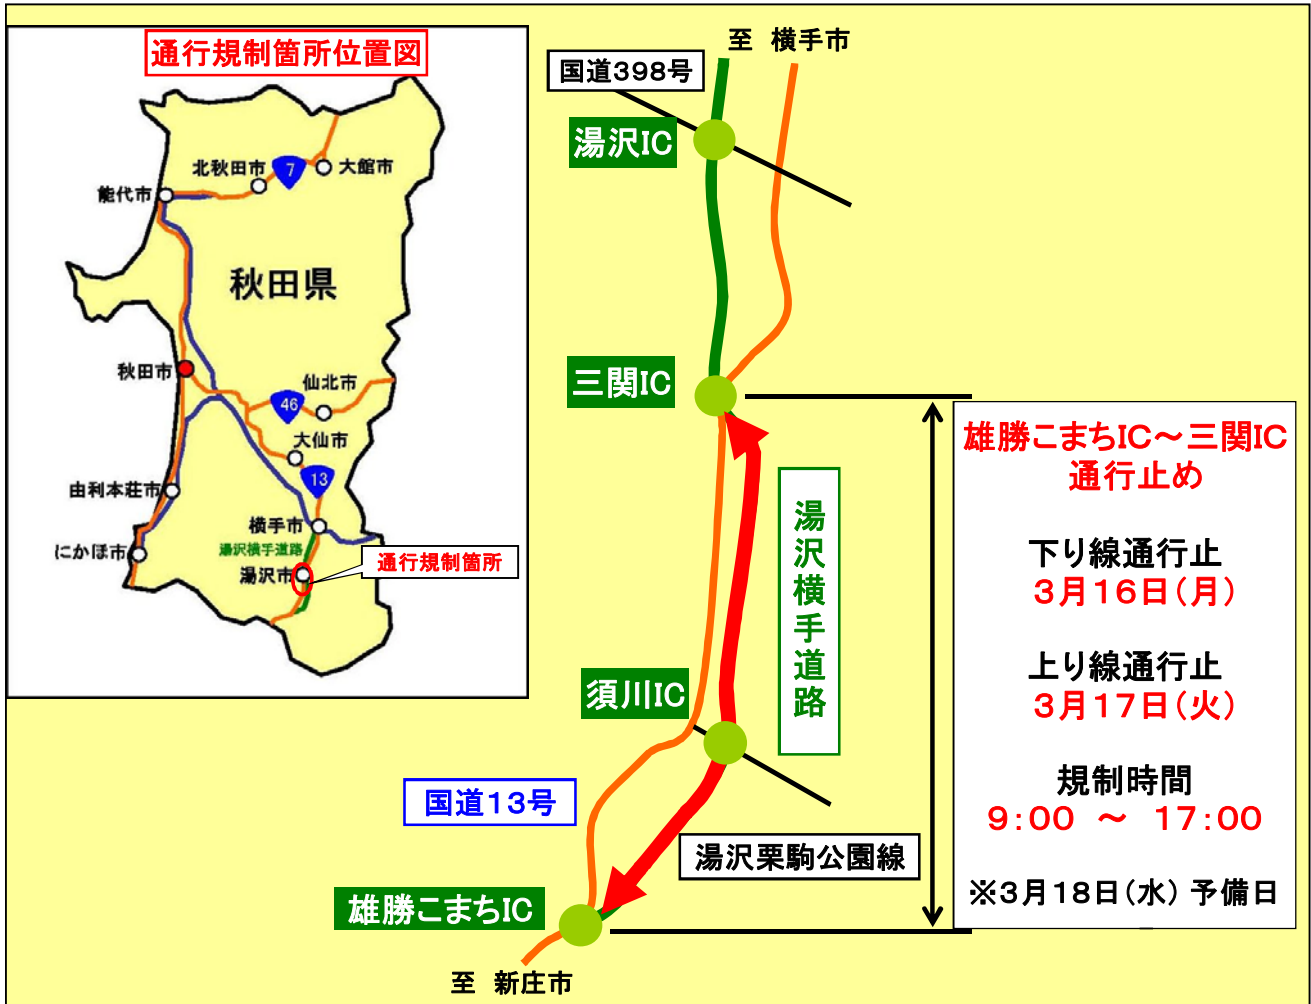 通行規制箇所位置図
北秋田市
7
大館市
能代市
秋田県
秋田市
仙北市
46
大仙市
13
由利本荘市
横手市
にかほ市
湯沢横手道路
湯沢市
通行規制箇所
至 横手市
国道398号
湯沢IC
三関IC
湯沢横手道路
須川IC
国道13号
湯沢栗駒公園線
雄勝こまちIC
至 新庄市
雄勝こまちIC～三関IC
通行止め
下り線通行止
3月16日(月)
上り線通行止
3月17日(火)
規制時間
9:00 ～ 17:00
※3月18日(水) 予備日